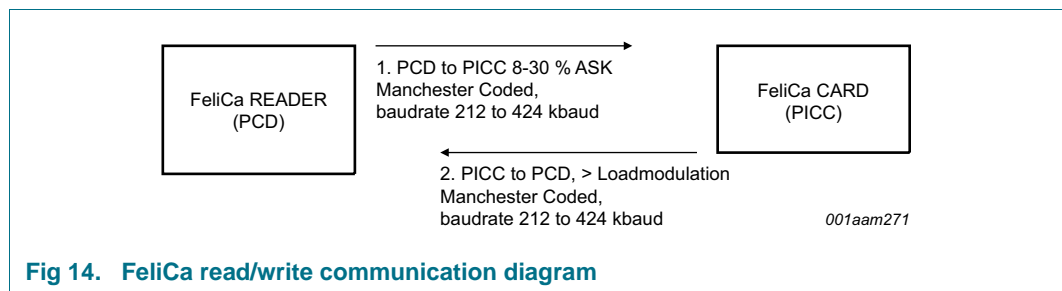 FeliCa READER
(PCD)
1. PCD to PICC 8-30 % ASK
Manchester Coded,
baudrate 212 to 424 kbaud
FeliCa CARD
(PICC)
2. PICC to PCD, > Loadmodulation
Manchester Coded,
baudrate 212 to 424 kbaud
001aam271
Fig 14. FeliCa read/write communication diagram